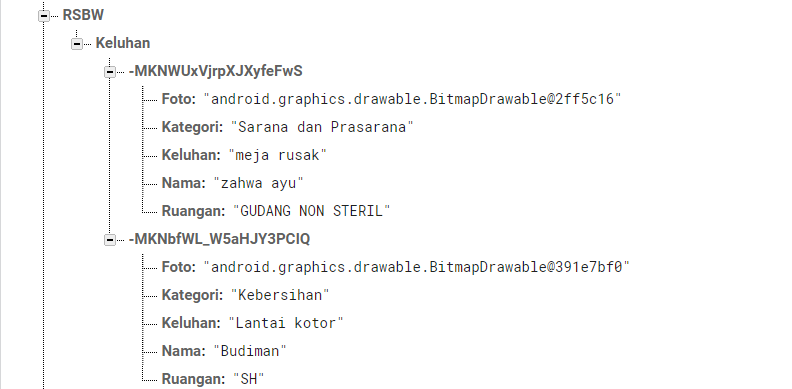 RSBW
Keluhan
-MKNWUxVjrpXJXyfeFwS
Foto: "android.graphics.drawable.BitmapDrawable@2ff5c16"
Kategori: "Sarana dan Prasarana"
Keluhan: "meja rusak"
Nama: "zahwa ayu"
Ruangan: "GUDANG NON STERIL"
-MKNbfWL_W5aHJY3PCIQ
Foto: "android.graphics.drawable.BitmapDrawable@391e7bf0"
Kategori: "Kebersihan"
Keluhan: "Lantai kotor"
Nama: "Budiman"
Ruangan: "SH"